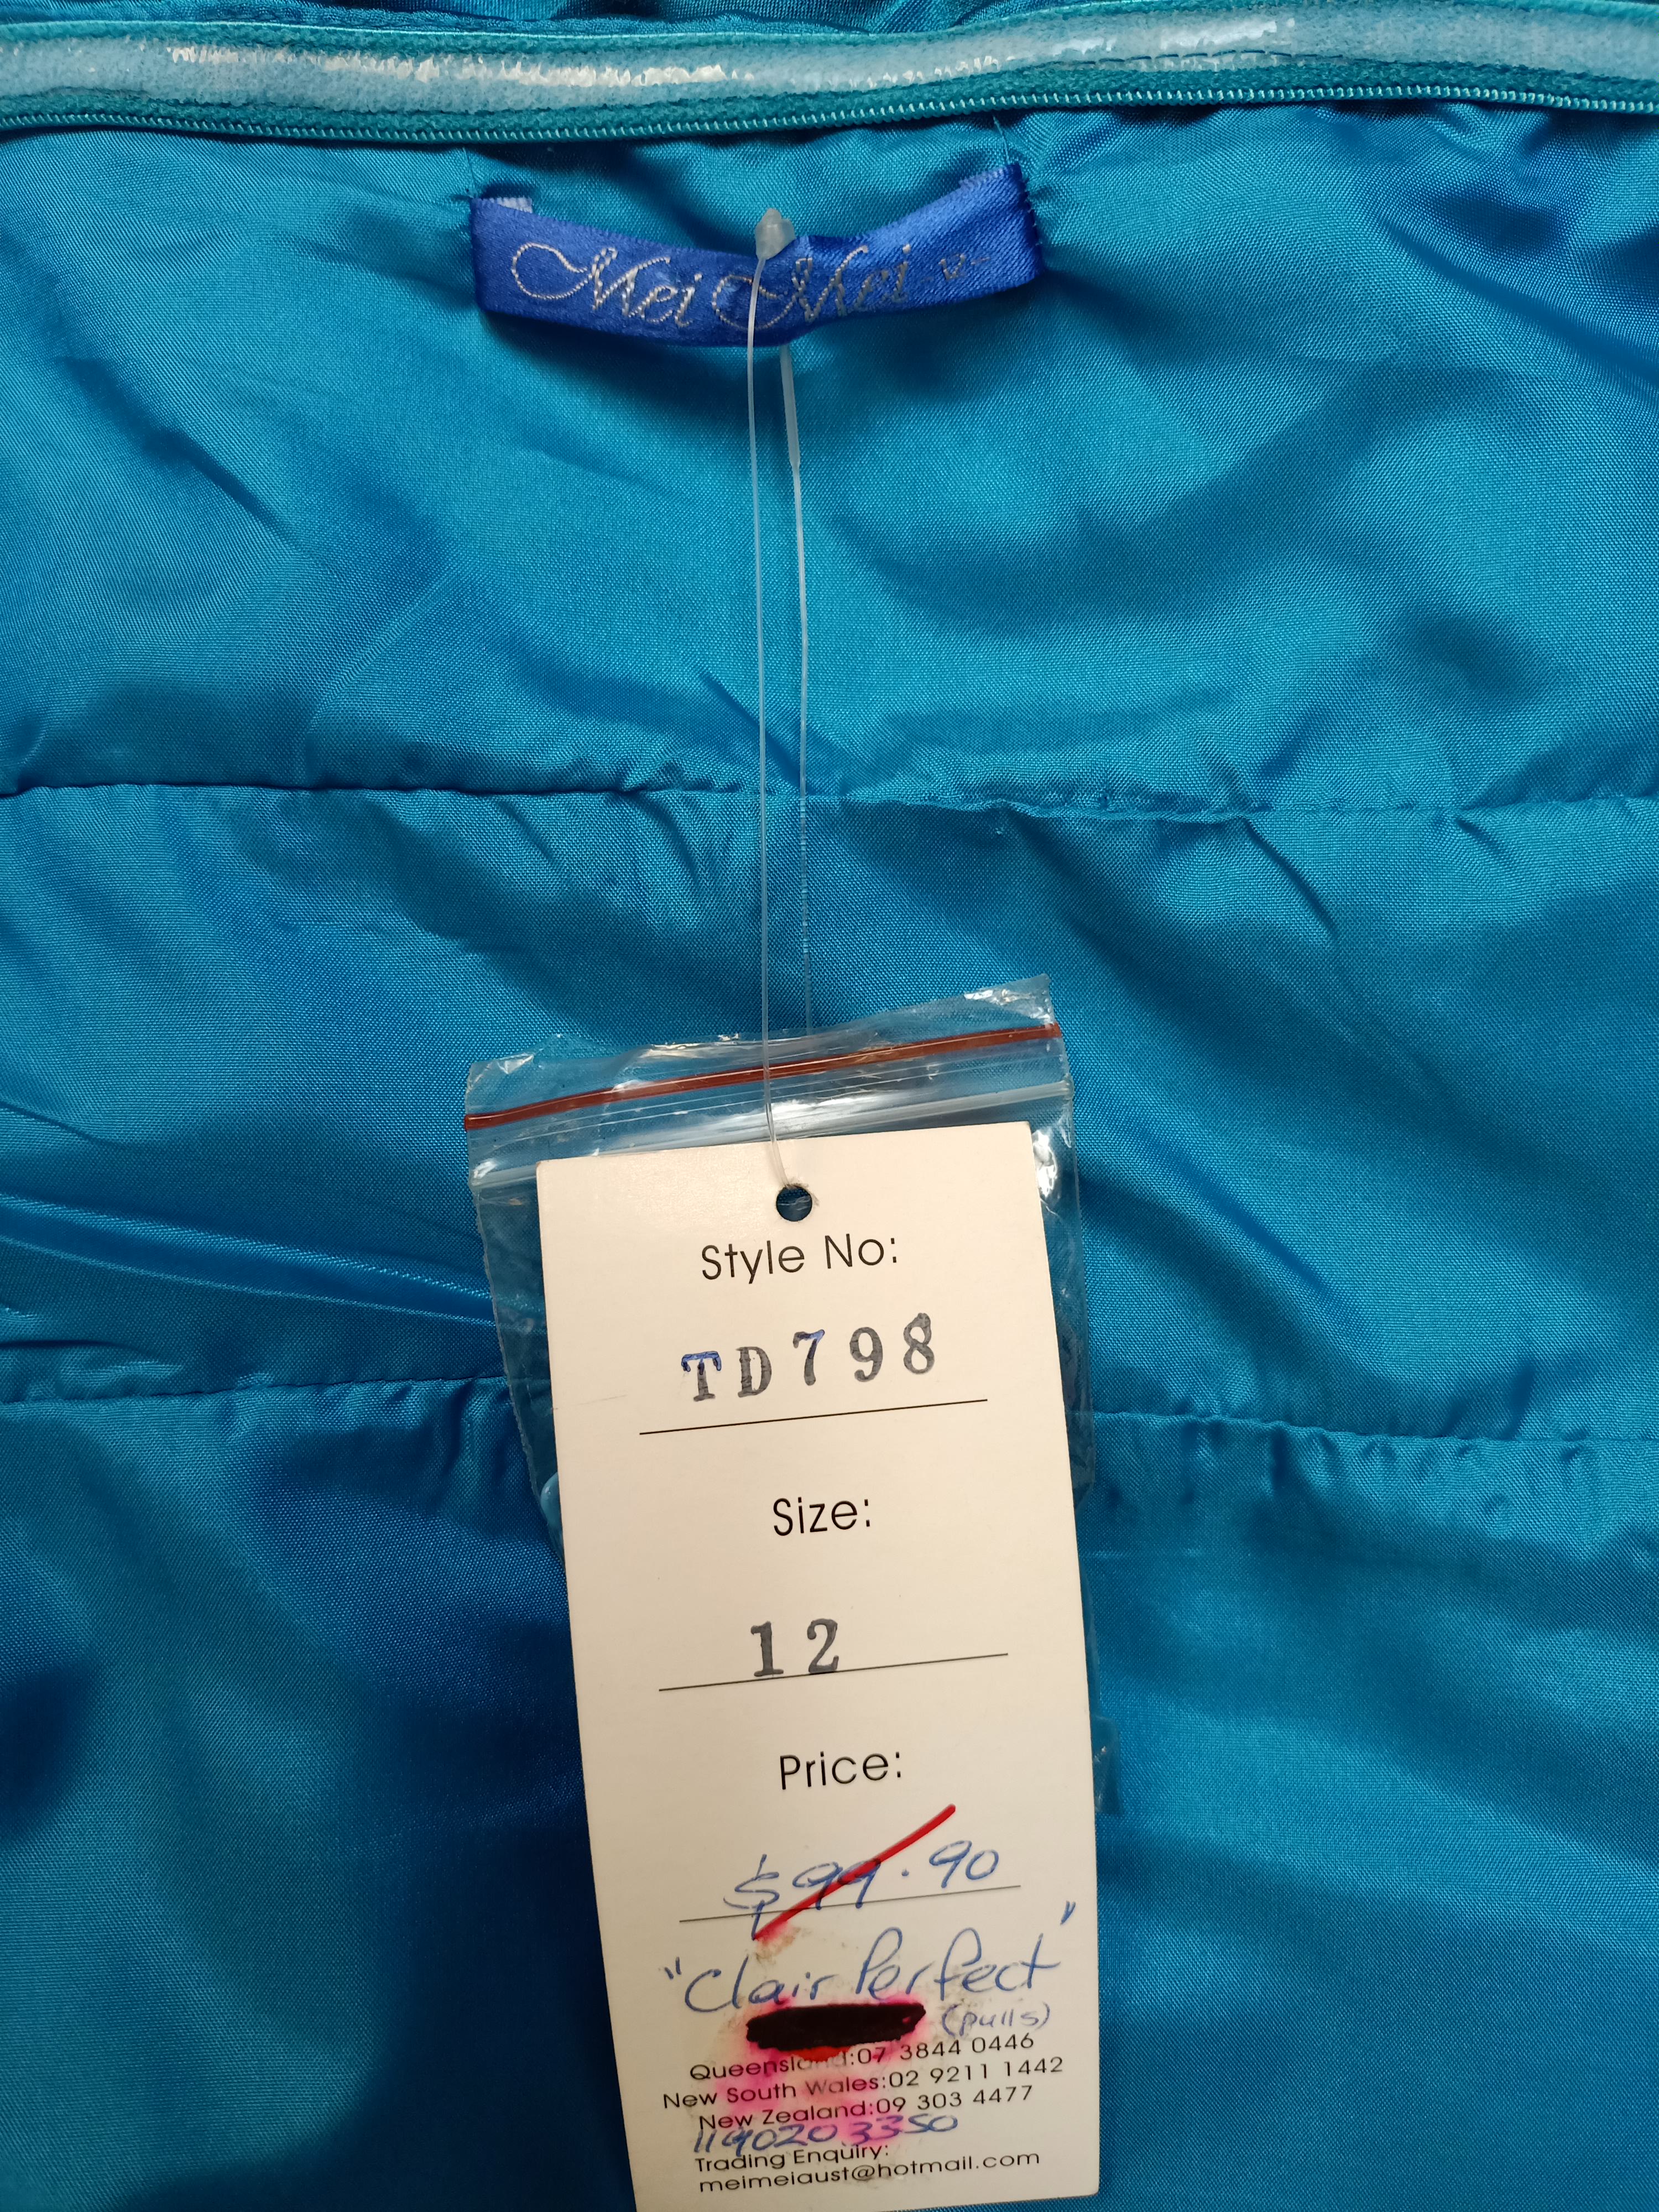 Mei Mei
Style No:
TD798
Size:
12
Price:
$99.90
"Clair Perfect"
(pulls)
Queensland:07 3844 0446
New South Wales:02 9211 1442
New Zealand:09 303 4477
11902033350
Trading Enquiry:
meimeiaust@hotmail.com